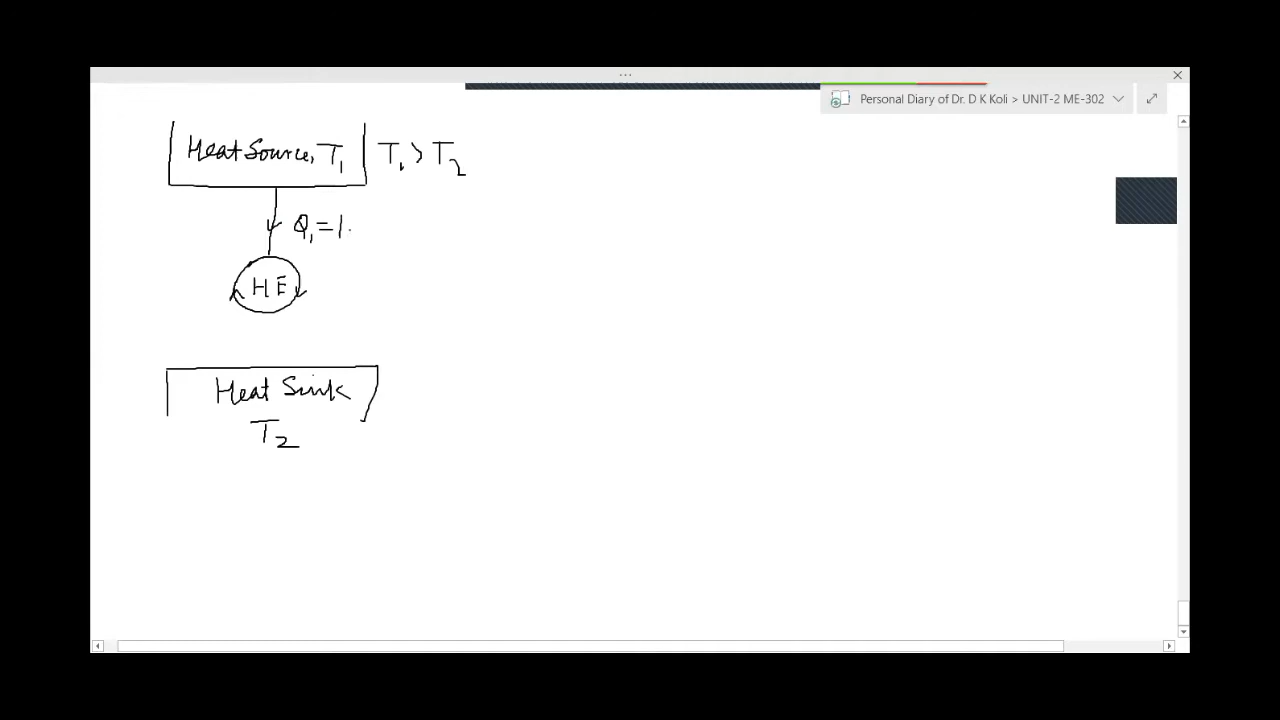 Personal Diary of Dr. D K Koli > UNIT-2 ME-302
Heat Source, T₁ T₁ > T₂
Q₁ = 1.
HE
Heat Sink
T₂